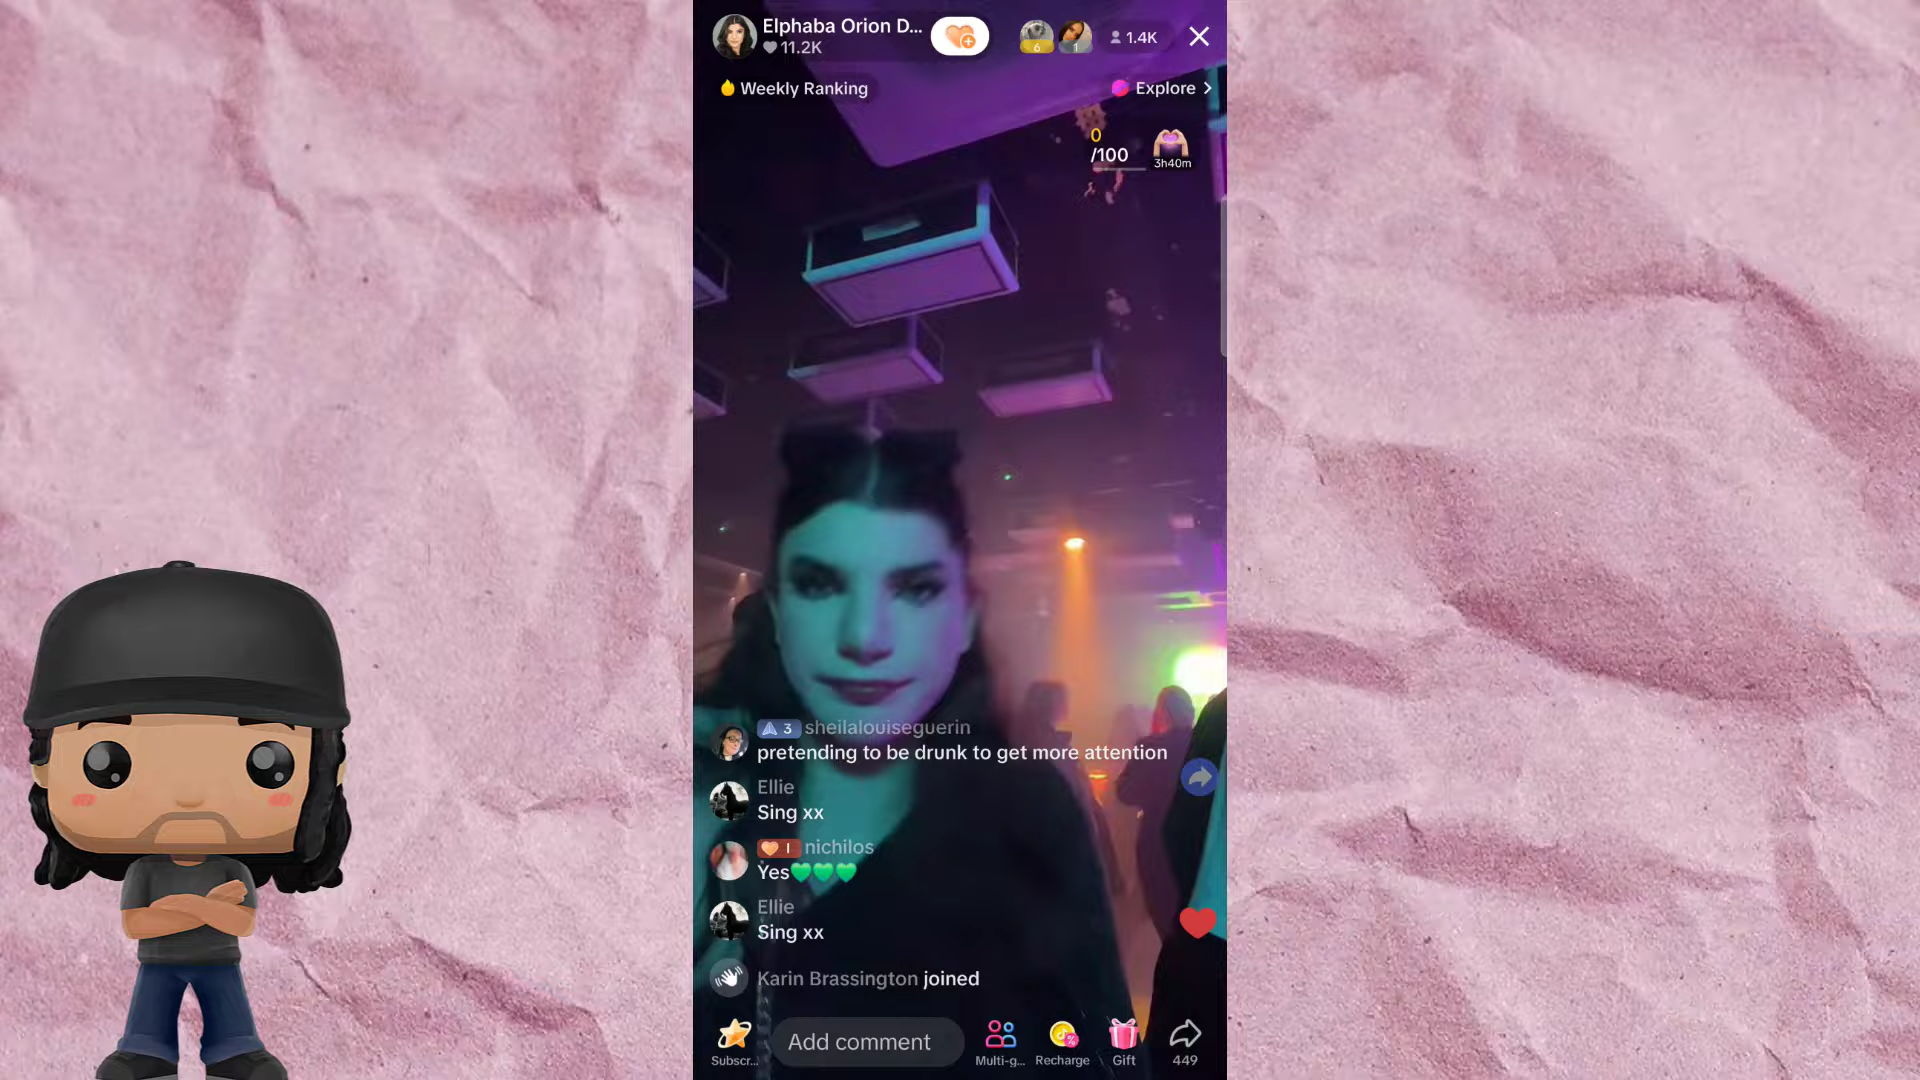 Elphaba Orion D...
11.2K
6
1
1.4K
Weekly Ranking
Explore
0
/100
3h40m
3 sheilalouiseguerin
pretending to be drunk to get more attention
Ellie
Sing xx
I nichilos
Yes💚💚💚
Ellie
Sing xx
Karin Brassington joined
Subscr...
Add comment
Multi-g...
Recharge
Gift
449